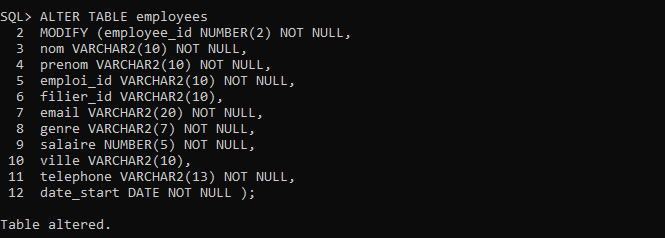 SQL> ALTER TABLE employees
2 MODIFY (employee_id NUMBER(2) NOT NULL,
3 nom VARCHAR2(10) NOT NULL,
4 prenom VARCHAR2(10) NOT NULL,
5 emploi_id VARCHAR2(10) NOT NULL,
6 filier_id VARCHAR2(10),
7 email VARCHAR2(20) NOT NULL,
8 genre VARCHAR2(7) NOT NULL,
9 salaire NUMBER(5) NOT NULL,
10 ville VARCHAR2(10),
11 telephone VARCHAR2(13) NOT NULL,
12 date_start DATE NOT NULL );
Table altered.